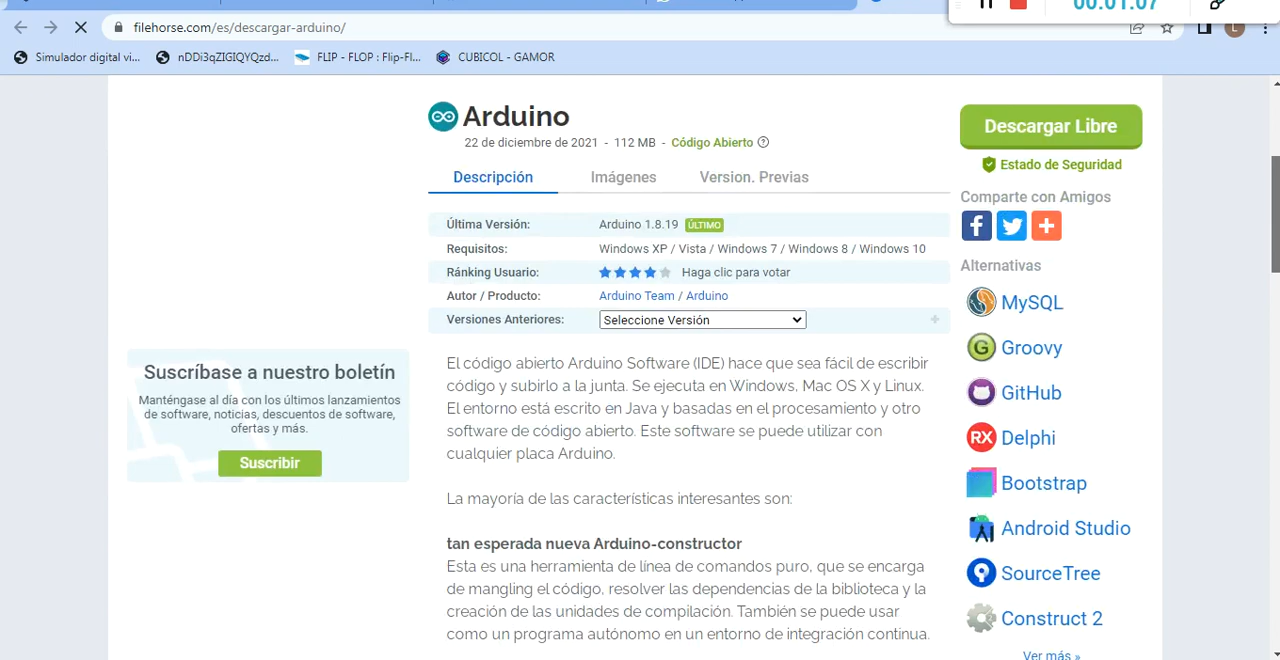 00:01:07
filehorse.com/es/descargar-arduino/
L
Simulador digital vi...
nDDi3qZIGIQYQzd...
FLIP - FLOP : Flip-Fl...
CUBICOL - GAMOR
Arduino
22 de diciembre de 2021 - 112 MB - Código Abierto ?
Descripción
Imágenes
Version. Previas
Última Versión: Arduino 1.8.19 ÚLTIMO
Requisitos: Windows XP / Vista / Windows 7 / Windows 8 / Windows 10
Ránking Usuario: Haga clic para votar
Autor / Producto: Arduino Team / Arduino
Versiones Anteriores: Seleccione Versión
El código abierto Arduino Software (IDE) hace que sea fácil de escribir
código y subirlo a la junta. Se ejecuta en Windows, Mac OS X y Linux.
El entorno está escrito en Java y basadas en el procesamiento y otro
software de código abierto. Este software se puede utilizar con
cualquier placa Arduino.
La mayoría de las características interesantes son:
tan esperada nueva Arduino-constructor
Esta es una herramienta de línea de comandos puro, que se encarga
de mangling el código, resolver las dependencias de la biblioteca y la
creación de las unidades de compilación. También se puede usar
como un programa autónomo en un entorno de integración continua.
Suscríbase a nuestro boletín
Manténgase al día con los últimos lanzamientos
de software, noticias, descuentos de software,
ofertas y más.
Suscribir
Descargar Libre
Estado de Seguridad
Comparte con Amigos
Alternativas
MySQL
G Groovy
GitHub
RX Delphi
Bootstrap
Android Studio
SourceTree
Construct 2
Ver más »